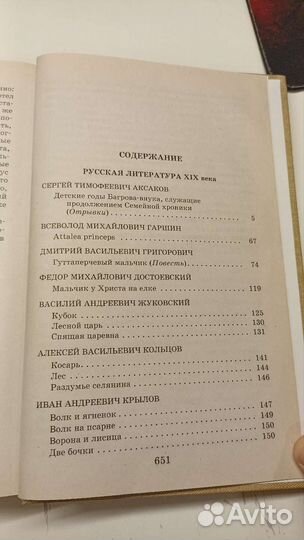 СОДЕРЖАНИЕ
РУССКАЯ ЛИТЕРАТУРА XIX века
СЕРГЕЙ ТИМОФЕЕВИЧ АКСАКОВ
Детские годы Багрова-внука, служащие
продолжением Семейной хроники
(Отрывки) . . . . . . . . . . . . . . . . . . . . . 5
ВСЕВОЛОД МИХАЙЛОВИЧ ГАРШИН
Attalea princeps . . . . . . . . . . . . . . . . . 67
ДМИТРИЙ ВАСИЛЬЕВИЧ ГРИГОРОВИЧ
Гуттаперчевый мальчик (Повесть) . . . . . . . 74
ФЕДОР МИХАЙЛОВИЧ ДОСТОЕВСКИЙ
Мальчик у Христа на елке . . . . . . . . . . . 119
ВАСИЛИЙ АНДРЕЕВИЧ ЖУКОВСКИЙ
Кубок . . . . . . . . . . . . . . . . . . . . . . 125
Лесной царь . . . . . . . . . . . . . . . . . . . 130
Спящая царевна . . . . . . . . . . . . . . . . . 131
АЛЕКСЕЙ ВАСИЛЬЕВИЧ КОЛЬЦОВ
Косарь . . . . . . . . . . . . . . . . . . . . . . 141
Лес . . . . . . . . . . . . . . . . . . . . . . . . 144
Раздумье селянина . . . . . . . . . . . . . . . 146
ИВАН АНДРЕЕВИЧ КРЫЛОВ
Волк и ягненок . . . . . . . . . . . . . . . . . 147
Волк на псарне . . . . . . . . . . . . . . . . . 149
Ворона и лисица . . . . . . . . . . . . . . . . 150
Две бочки . . . . . . . . . . . . . . . . . . . . 150
651
Avito